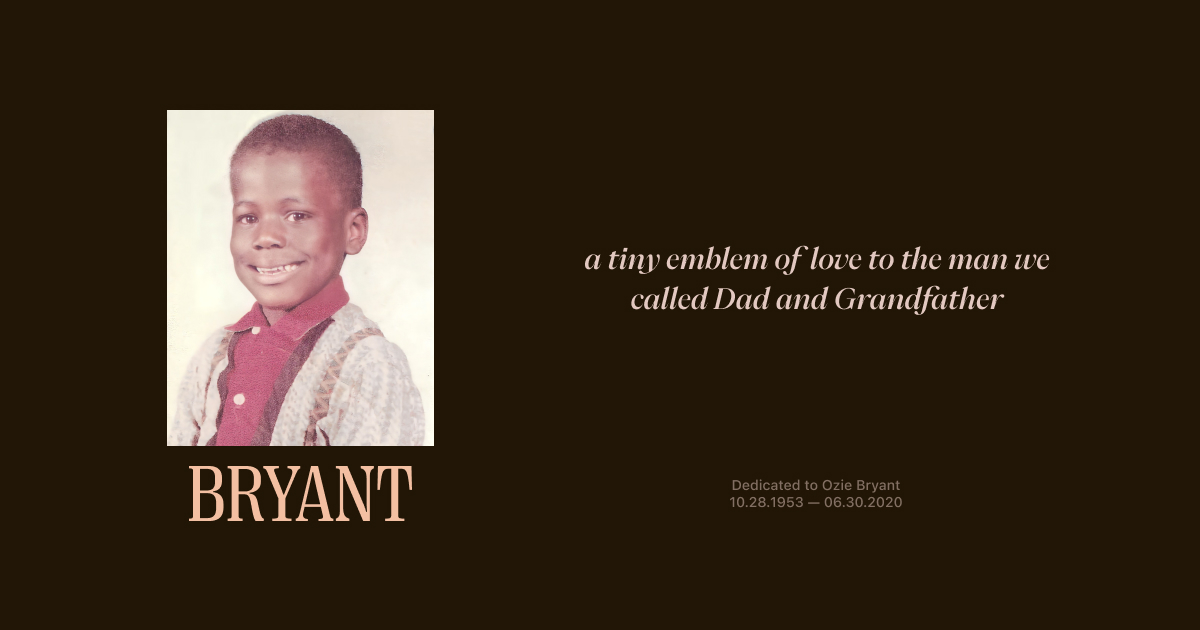 BRYANT
a tiny emblem of love to the man we
called Dad and Grandfather
Dedicated to Ozie Bryant
10.28.1953 — 06.30.2020